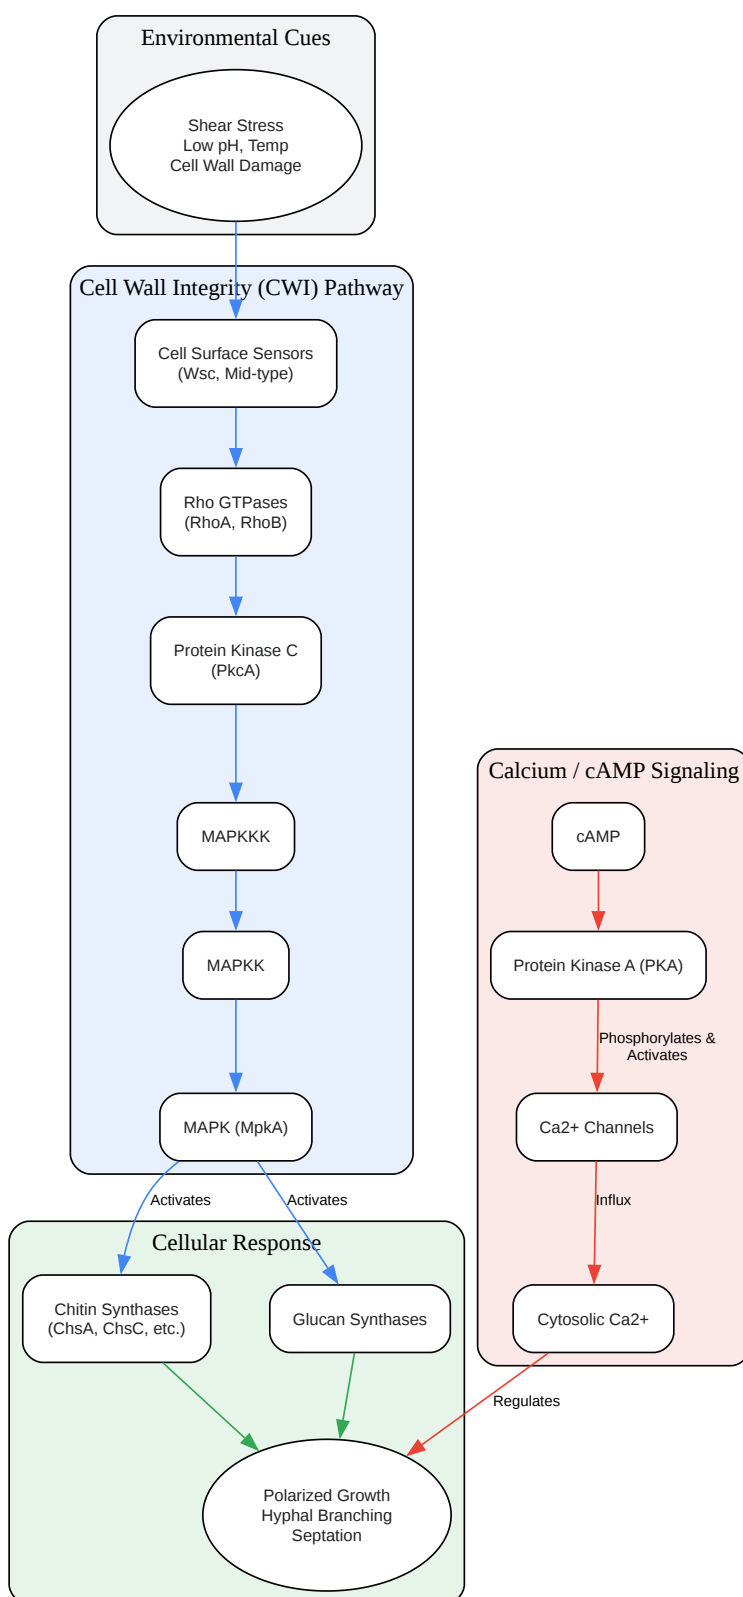 Environmental Cues
Shear Stress
Low pH, Temp
Cell Wall Damage
Cell Wall Integrity (CWI) Pathway
Cell Surface Sensors
(Wsc, Mid-type)
Rho GTPases
(RhoA, RhoB)
Protein Kinase C
(PkcA)
MAPKKK
MAPKK
MAPK (MpkA)
Calcium / cAMP Signaling
cAMP
Protein Kinase A (PKA)
Phosphorylates &
Activates
Ca2+ Channels
Influx
Cytosolic Ca2+
Regulates
Activates
Activates
Cellular Response
Chitin Synthases
(ChsA, ChsC, etc.)
Glucan Synthases
Polarized Growth
Hyphal Branching
Septation